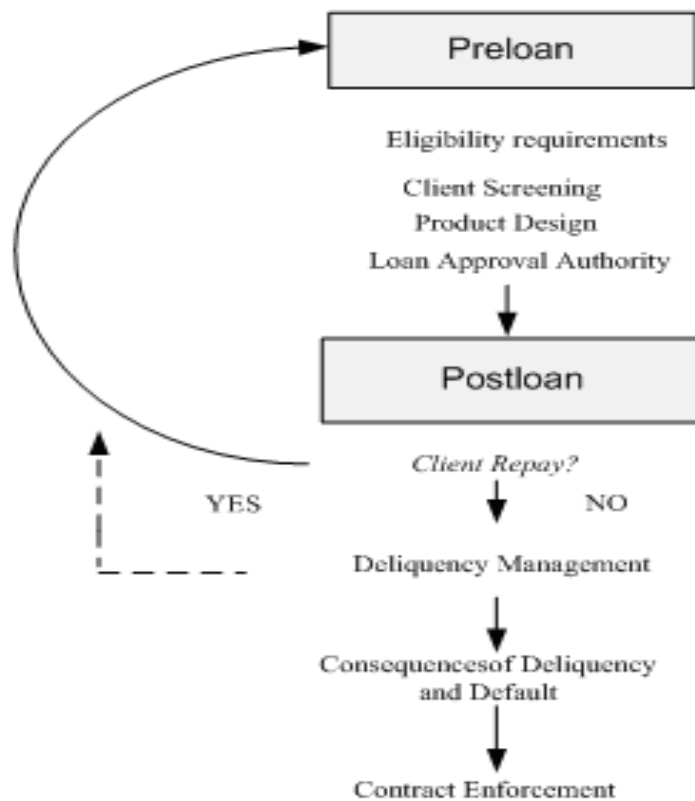 Preloan
Eligibility requirements
Client Screening
Product Design
Loan Approval Authority
Postloan
Client Repay?
YES
NO
Deliquency Management
Consequencesof Deliquency
and Default
Contract Enforcement